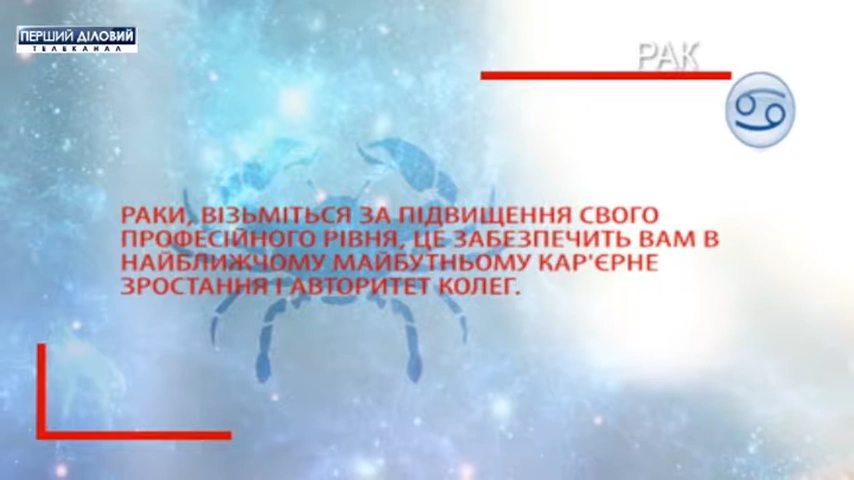 ПЕРШИЙ ДІЛОВИЙ
ТЕЛЕКАНАЛ
РАК
РАКИ, ВІЗЬМІТЬСЯ ЗА ПІДВИЩЕННЯ СВОГО
ПРОФЕСІЙНОГО РІВНЯ, ЦЕ ЗАБЕЗПЕЧИТЬ ВАМ В
НАЙБЛИЖЧОМУ МАЙБУТНЬОМУ КАР'ЄРНЕ
ЗРОСТАННЯ І АВТОРИТЕТ КОЛЕГ.